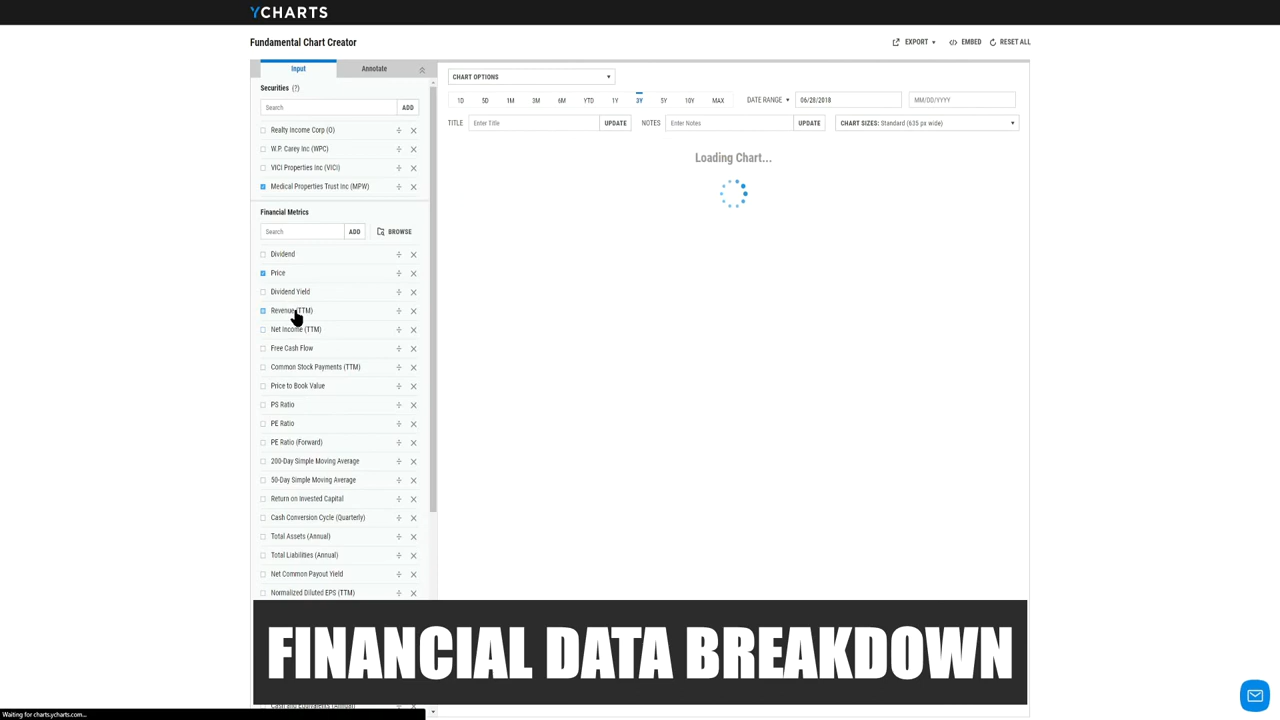 YCHARTS
Fundamental Chart Creator
EXPORT
EMBED
RESET ALL
Input
Annotate
Securities (?)
Search
ADD
Realty Income Corp (O)
W.P. Carey Inc (WPC)
VICI Properties Inc (VICI)
Medical Properties Trust Inc (MPW)
Financial Metrics
Search
ADD
BROWSE
Dividend
Price
Dividend Yield
Revenue (TTM)
Net Income (TTM)
Free Cash Flow
Common Stock Payments (TTM)
Price to Book Value
PS Ratio
PE Ratio
PE Ratio (Forward)
200-Day Simple Moving Average
50-Day Simple Moving Average
Return on Invested Capital
Cash Conversion Cycle (Quarterly)
Total Assets (Annual)
Total Liabilities (Annual)
Net Common Payout Yield
Normalized Diluted EPS (TTM)
CHART OPTIONS
1D 5D 1M 3M 6M YTD 1Y 3Y 5Y 10Y MAX
DATE RANGE
06/28/2018
MM/DD/YYYY
TITLE
Enter Title
UPDATE
NOTES
Enter Notes
UPDATE
CHART SIZES: Standard (635 px wide)
Loading Chart...
FINANCIAL DATA BREAKDOWN
Waiting for charts.ycharts.com...